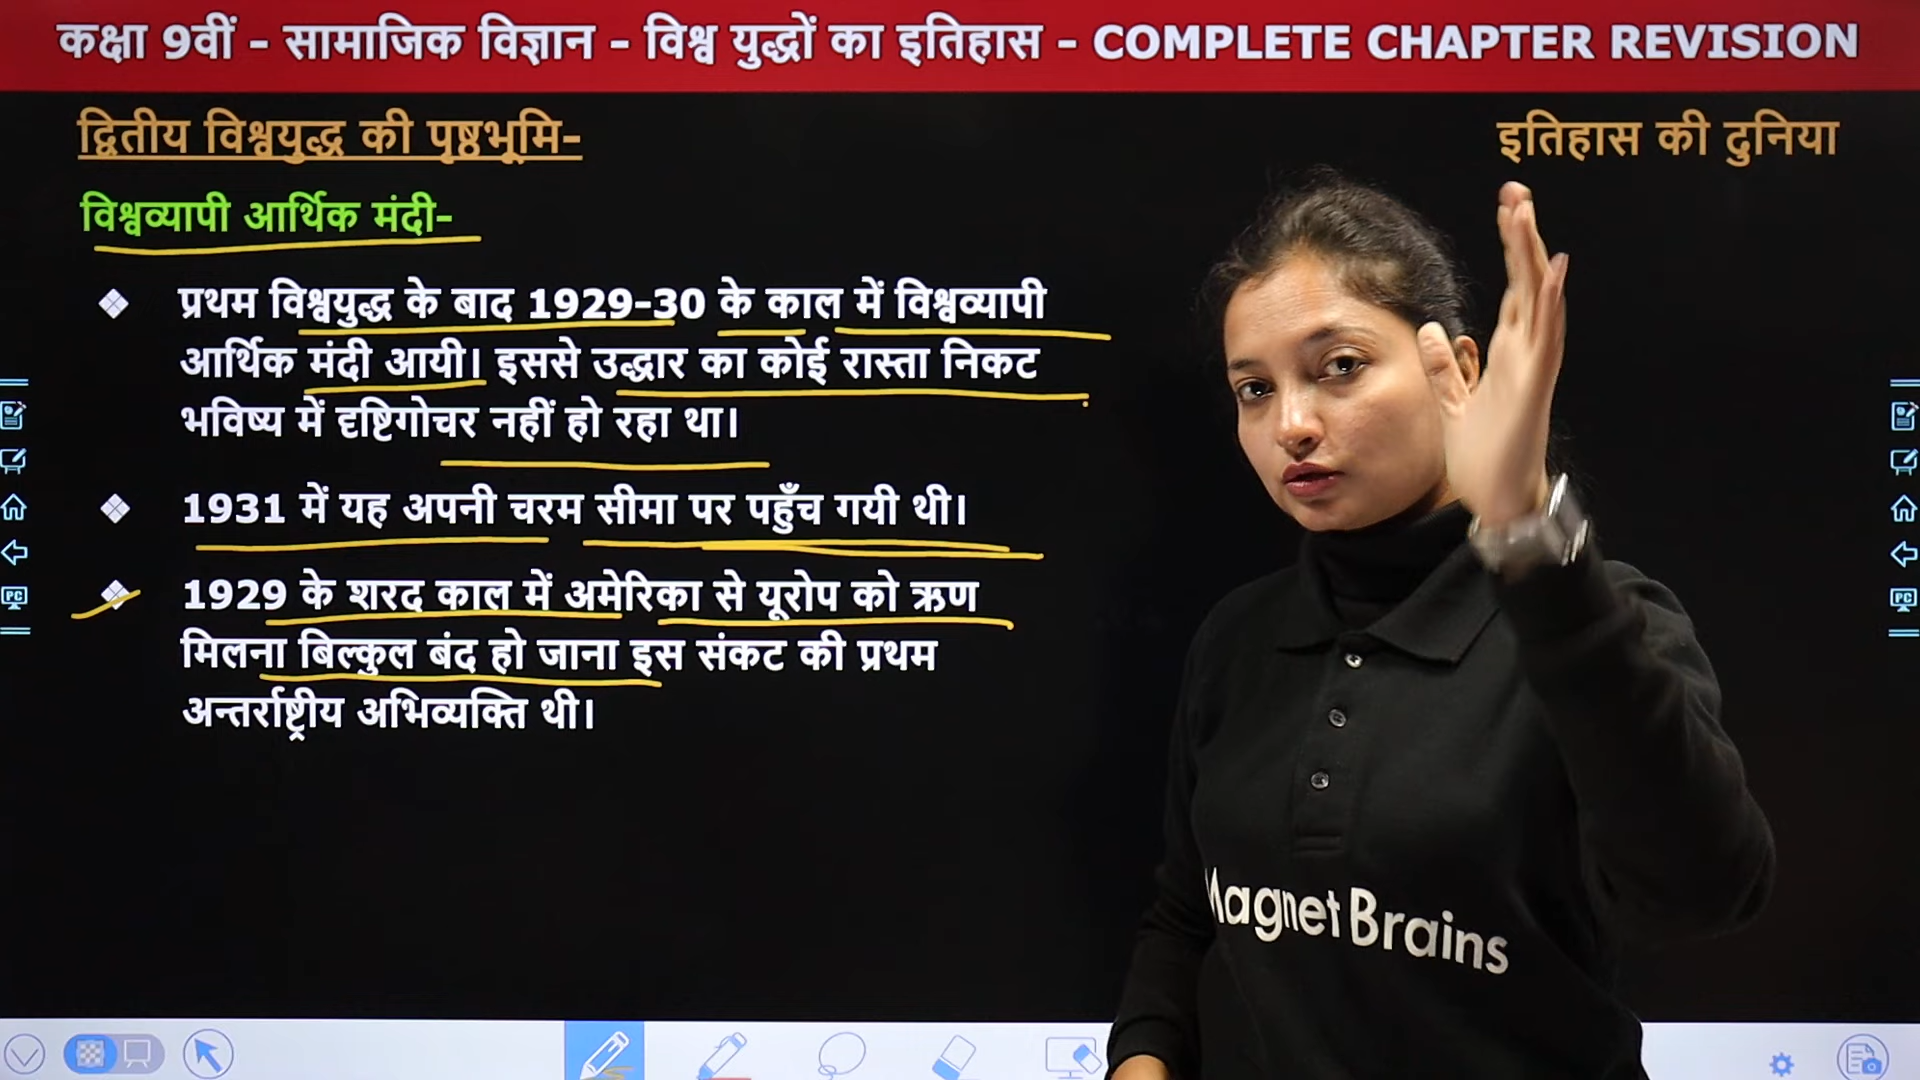 कक्षा 9वीं - सामाजिक विज्ञान - विश्व युद्धों का इतिहास - COMPLETE CHAPTER REVISION
द्वितीय विश्वयुद्ध की पृष्ठभूमि-
इतिहास की दुनिया
विश्वव्यापी आर्थिक मंदी-
❖ प्रथम विश्वयुद्ध के बाद 1929-30 के काल में विश्वव्यापी
आर्थिक मंदी आयी। इससे उद्धार का कोई रास्ता निकट
भविष्य में दृष्टिगोचर नहीं हो रहा था।
❖ 1931 में यह अपनी चरम सीमा पर पहुँच गयी थी।
❖ 1929 के शरद काल में अमेरिका से यूरोप को ऋण
मिलना बिल्कुल बंद हो जाना इस संकट की प्रथम
अन्तर्राष्ट्रीय अभिव्यक्ति थी।
Magnet Brains
PC
PC